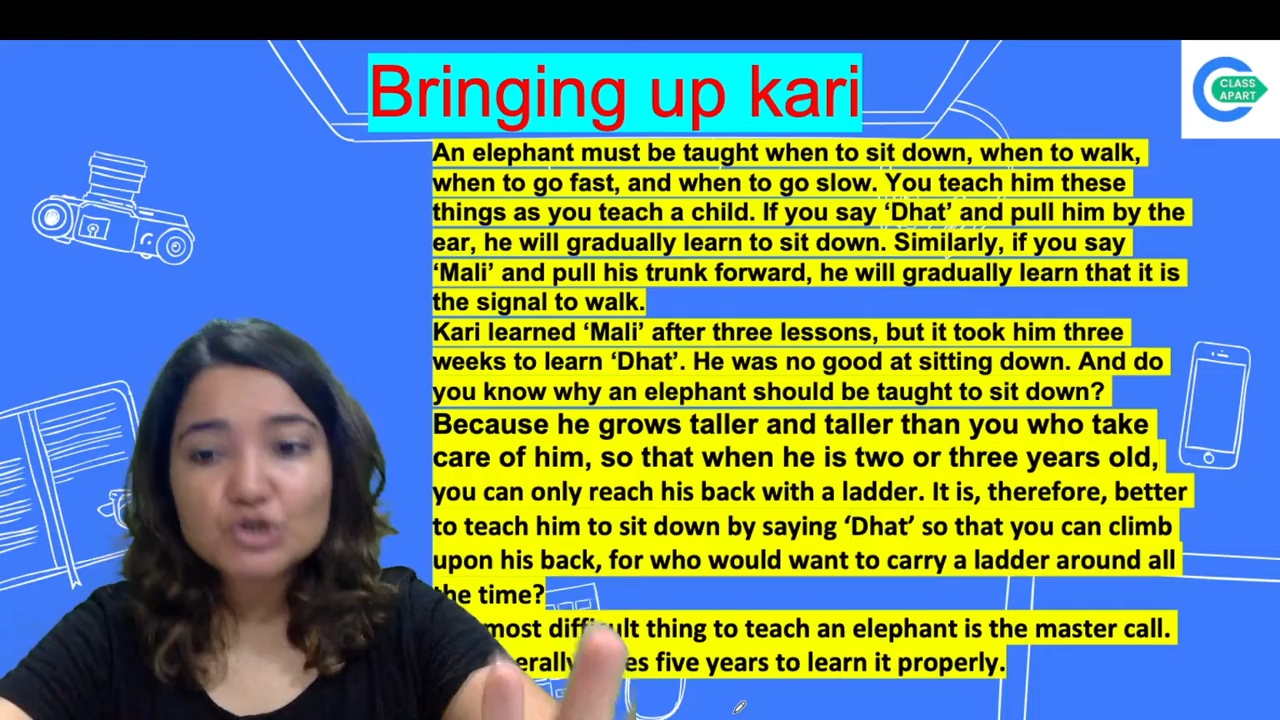 Bringing up kari
CLASS
APART
An elephant must be taught when to sit down, when to walk,
when to go fast, and when to go slow. You teach him these
things as you teach a child. If you say ‘Dhat’ and pull him by the
ear, he will gradually learn to sit down. Similarly, if you say
‘Mali’ and pull his trunk forward, he will gradually learn that it is
the signal to walk.
Kari learned ‘Mali’ after three lessons, but it took him three
weeks to learn ‘Dhat’. He was no good at sitting down. And do
you know why an elephant should be taught to sit down?
Because he grows taller and taller than you who take
care of him, so that when he is two or three years old,
you can only reach his back with a ladder. It is, therefore, better
to teach him to sit down by saying ‘Dhat’ so that you can climb
upon his back, for who would want to carry a ladder around all
the time?
most difficult thing to teach an elephant is the master call.
five years to learn it properly.